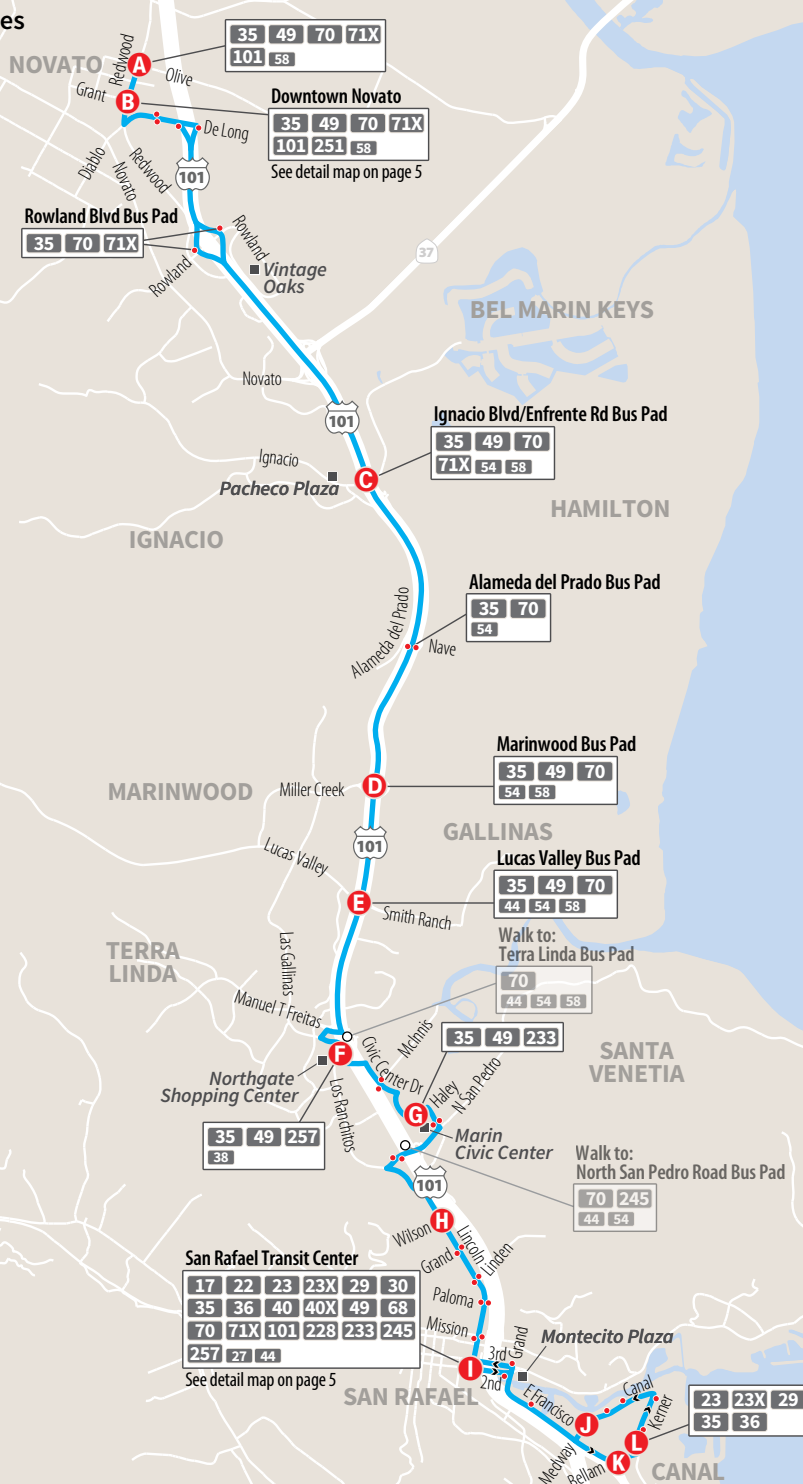 es
NOVATO
Redwood
A
Olive
35 49 70 71X
101 58
Grant
B
Downtown Novato
35 49 70 71X
101 251 58
See detail map on page 5
De Long
Diablo
Novato
Redwood
101
Rowland Blvd Bus Pad
35 70 71X
Rowland
Rowland
Vintage
Oaks
37
BEL MARIN KEYS
Novato
101
Ignacio Blvd/Enfrente Rd Bus Pad
35 49 70
71X 54 58
Ignacio
Pacheco Plaza
C
HAMILTON
IGNACIO
Alameda del Prado Bus Pad
35 70
54
Alameda del Prado
Nave
Marinwood Bus Pad
35 49 70
54 58
MARINWOOD
Miller Creek
D
GALLINAS
101
Lucas Valley
Lucas Valley Bus Pad
35 49 70
44 54 58
E
Smith Ranch
Walk to:
Terra Linda Bus Pad
70
44 54 58
TERRA
LINDA
Las Gallinas
Manuel T Freitas
35 49 233
McInnis
Civic Center Dr
F
SANTA
VENETIA
Northgate
Shopping Center
Los Ranchitos
Haley
N San Pedro
G
Marin
Civic Center
35 49 257
38
Walk to:
North San Pedro Road Bus Pad
70 245
44 54
101
H
Wilson
Lincoln
Grand
Linden
San Rafael Transit Center
17 22 23 23X 29 30
35 36 40 40X 49 68
70 71X 101 228 233 245
257 27 44
See detail map on page 5
Paloma
Mission
Grand
Montecito Plaza
3rd
I
2nd
SAN RAFAEL
E Francisco
Canal
Kerner
J
23 23X 29
35 36
L
Medway
K
Bellam
CANAL